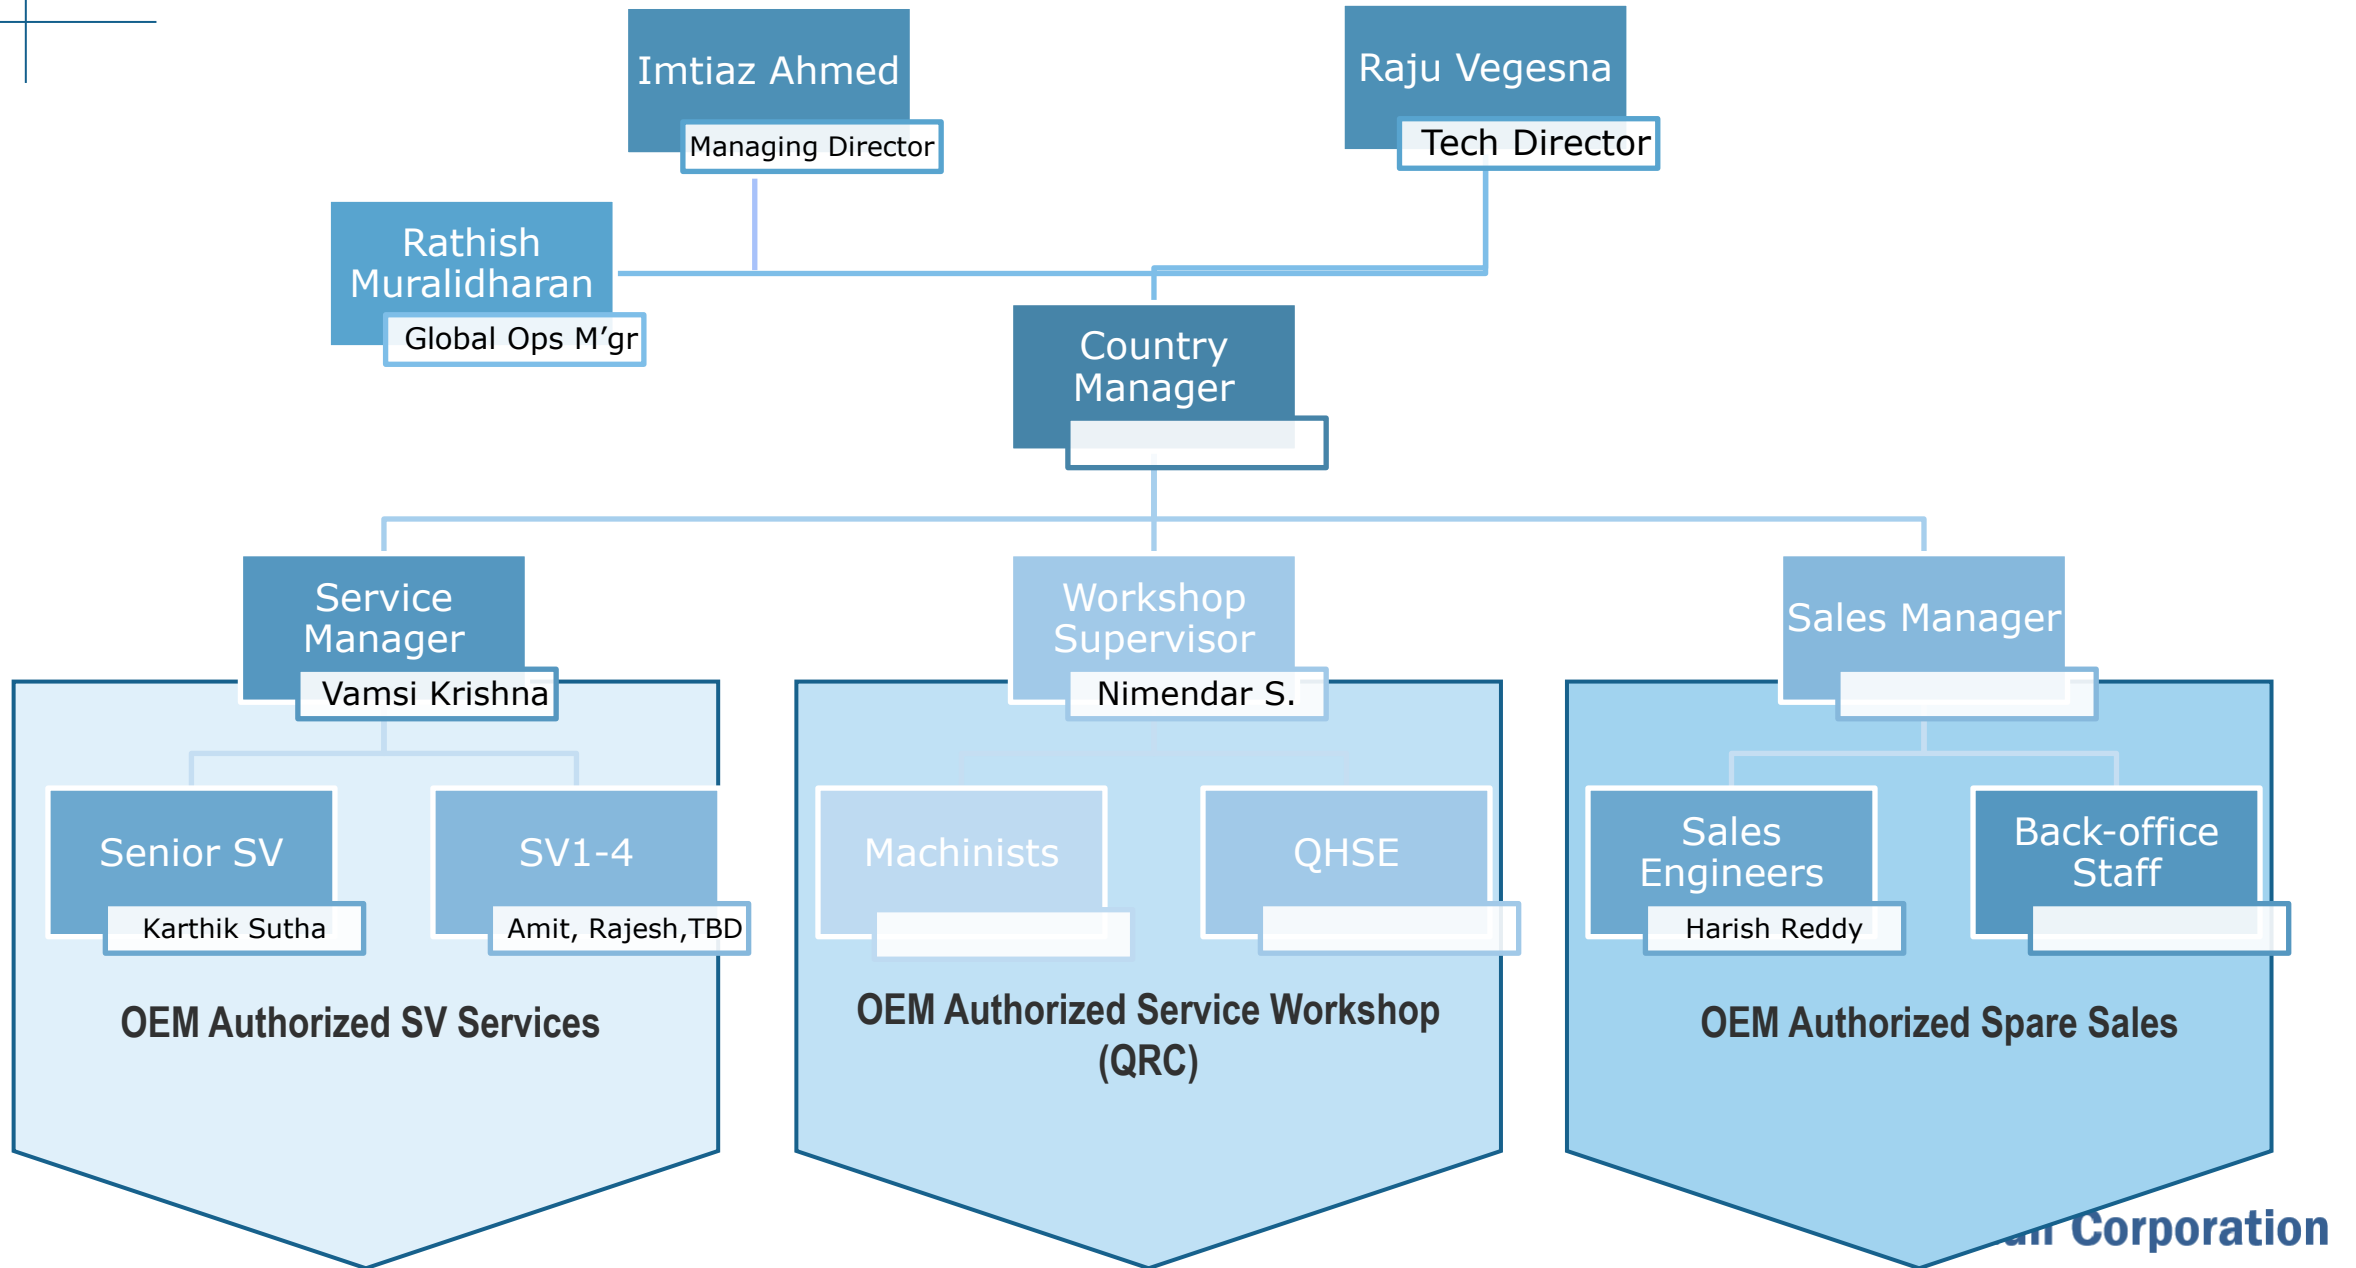 Imtiaz Ahmed
Managing Director
Raju Vegesna
Tech Director
Rathish
Muralidharan
Global Ops M’gr
Country
Manager
Service
Manager
Vamsi Krishna
Workshop
Supervisor
Nimendar S.
Sales Manager
Senior SV
Karthik Sutha
SV1-4
Amit, Rajesh,TBD
Machinists
QHSE
Sales
Engineers
Harish Reddy
Back-office
Staff
OEM Authorized SV Services
OEM Authorized Service Workshop
(QRC)
OEM Authorized Spare Sales
Corporation